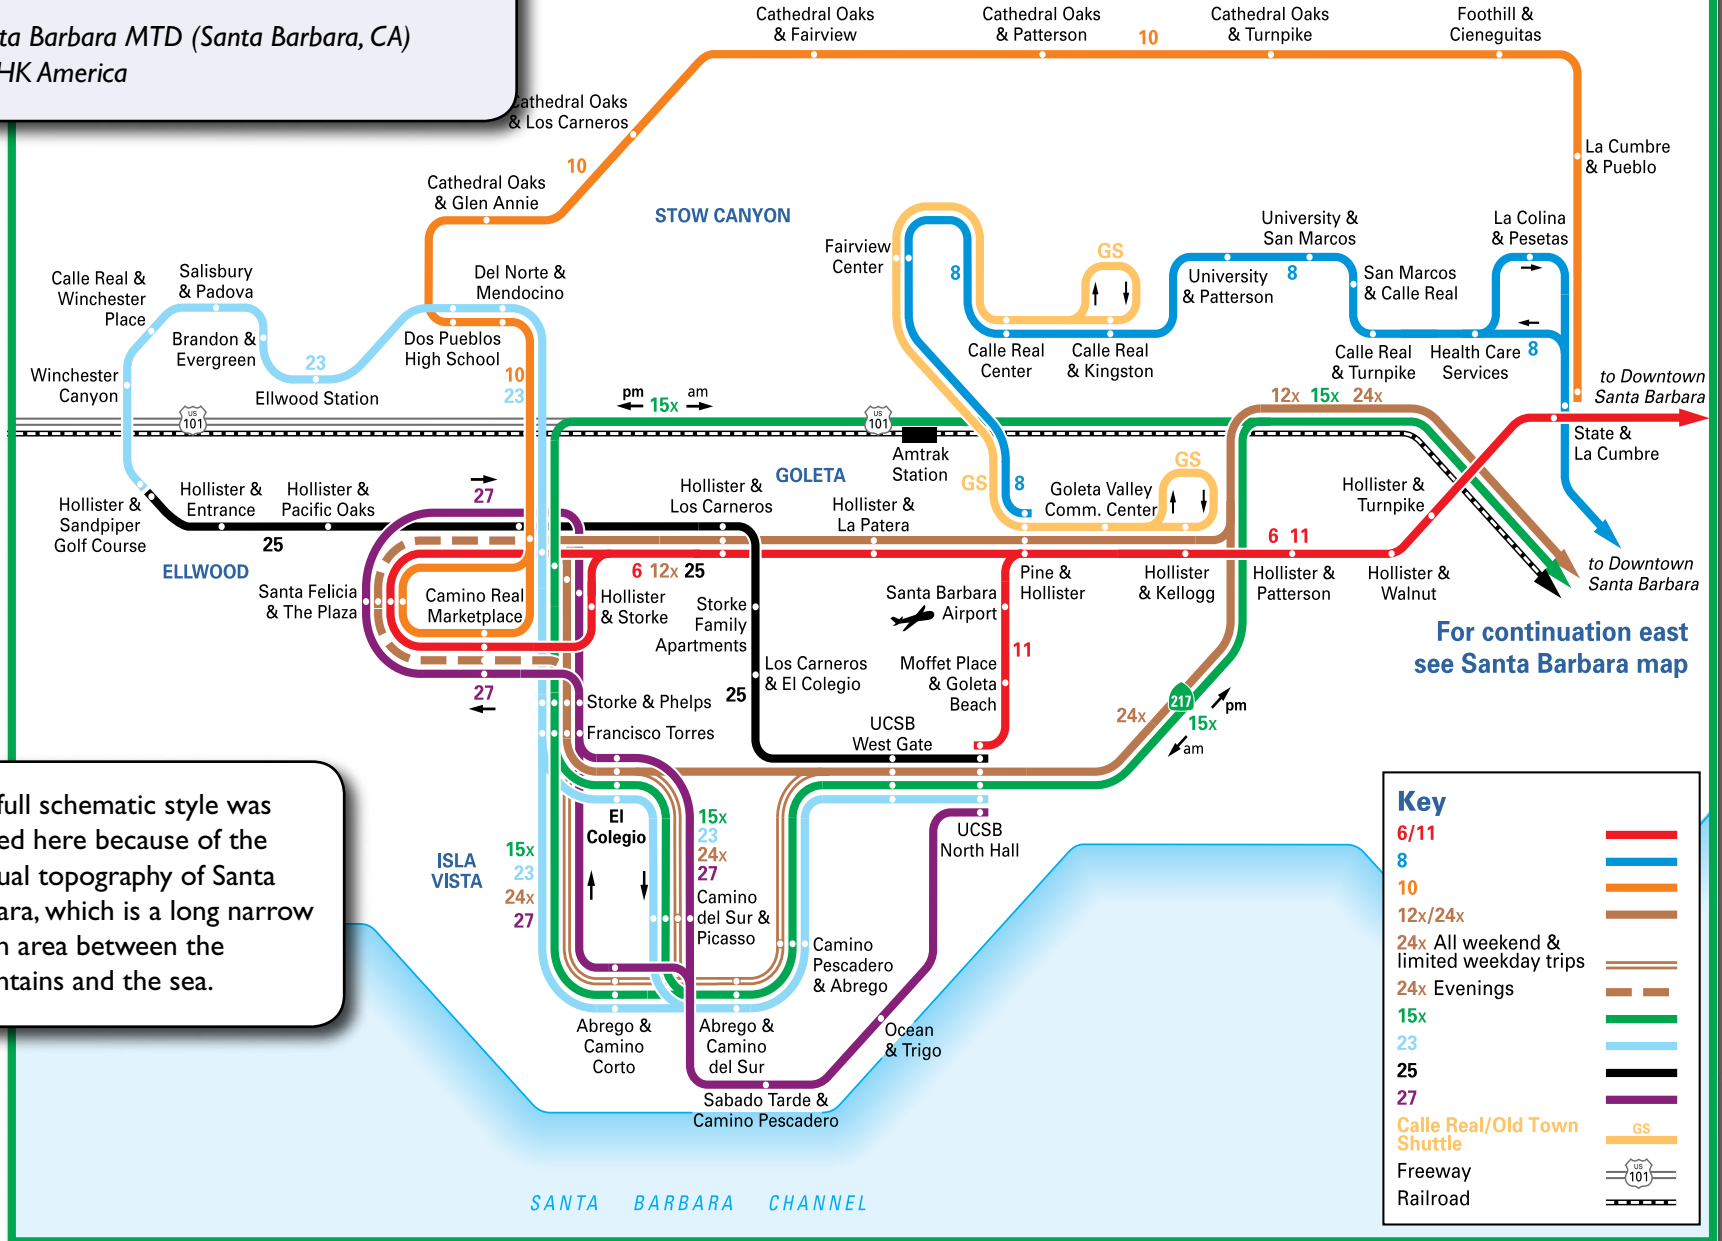 ta Barbara MTD (Santa Barbara, CA)
HK America
Cathedral Oaks
& Fairview
Cathedral Oaks
& Patterson
10
Cathedral Oaks
& Turnpike
Foothill &
Cieneguitas
Cathedral Oaks
& Los Carneros
10
La Cumbre
& Pueblo
Cathedral Oaks
& Glen Annie
STOW CANYON
Fairview
Center
8
GS
University &
San Marcos
La Colina
& Pesetas
University
& Patterson
8
San Marcos
& Calle Real
Calle Real &
Winchester
Place
Salisbury
& Padova
Del Norte &
Mendocino
Brandon &
Evergreen
23
Dos Pueblos
High School
Calle Real
Center
Calle Real
& Kingston
Calle Real
& Turnpike
Health Care
Services
8
Winchester
Canyon
Ellwood Station
10
23
pm
15x
am
12x 15x 24x
to Downtown
Santa Barbara
US
101
US
101
Amtrak
Station
State &
La Cumbre
GOLETA
GS
GS
8
Goleta Valley
Comm. Center
Hollister &
Turnpike
27
Hollister &
Sandpiper
Golf Course
Hollister &
Entrance
Hollister &
Pacific Oaks
25
Hollister &
Los Carneros
Hollister &
La Patera
6 11
to Downtown
Santa Barbara
ELLWOOD
6 12x 25
Santa Felicia
& The Plaza
Camino Real
Marketplace
Hollister
& Storke
Storke
Family
Apartments
Santa Barbara
Airport
Pine &
Hollister
Hollister
& Kellogg
Hollister &
Patterson
Hollister &
Walnut
For continuation east
see Santa Barbara map
11
Los Carneros
& El Colegio
25
Moffet Place
& Goleta
Beach
27
Storke & Phelps
Francisco Torres
UCSB
West Gate
24x
217
15x
pm
am
full schematic style was
ed here because of the
ual topography of Santa
ara, which is a long narrow
n area between the
ntains and the sea.
El
Colegio
15x
23
24x
27
UCSB
North Hall
ISLA
VISTA
15x
23
24x
27
Camino
del Sur &
Picasso
Camino
Pescadero
& Abrego
Abrego &
Camino
Corto
Abrego &
Camino
del Sur
Ocean
& Trigo
Sabado Tarde &
Camino Pescadero
SANTA BARBARA CHANNEL
Key
6/11
8
10
12x/24x
24x All weekend &
limited weekday trips
24x Evenings
15x
23
25
27
Calle Real/Old Town
Shuttle
GS
Freeway
US
101
Railroad